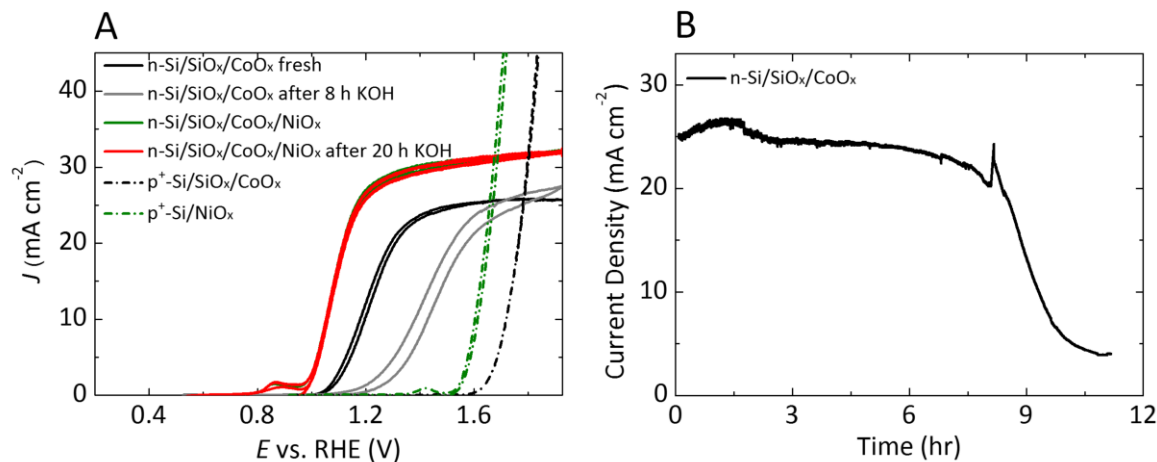 A
n-Si/SiOₓ/CoOₓ fresh
n-Si/SiOₓ/CoOₓ after 8 h KOH
n-Si/SiOₓ/CoOₓ/NiOₓ
n-Si/SiOₓ/CoOₓ/NiOₓ after 20 h KOH
p⁺-Si/SiOₓ/CoOₓ
p⁺-Si/NiOₓ
J (mA cm⁻²)
40
30
20
10
0
0.4 0.8 1.2 1.6
E vs. RHE (V)
B
n-Si/SiOₓ/CoOₓ
Current Density (mA cm⁻²)
30
20
10
0
0 3 6 9 12
Time (hr)